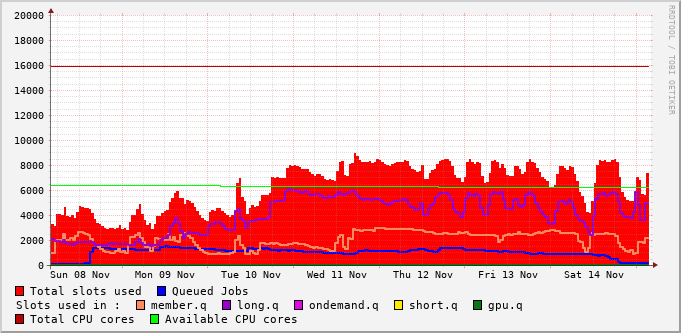 20000
18000
16000
14000
12000
10000
8000
6000
4000
2000
0
Sun 08 Nov Mon 09 Nov Tue 10 Nov Wed 11 Nov Thu 12 Nov Fri 13 Nov Sat 14 Nov
RRDTOOL / TOBI OETIKER
Total slots used Queued Jobs
Slots used in : member.q long.q ondemand.q short.q gpu.q
Total CPU cores Available CPU cores